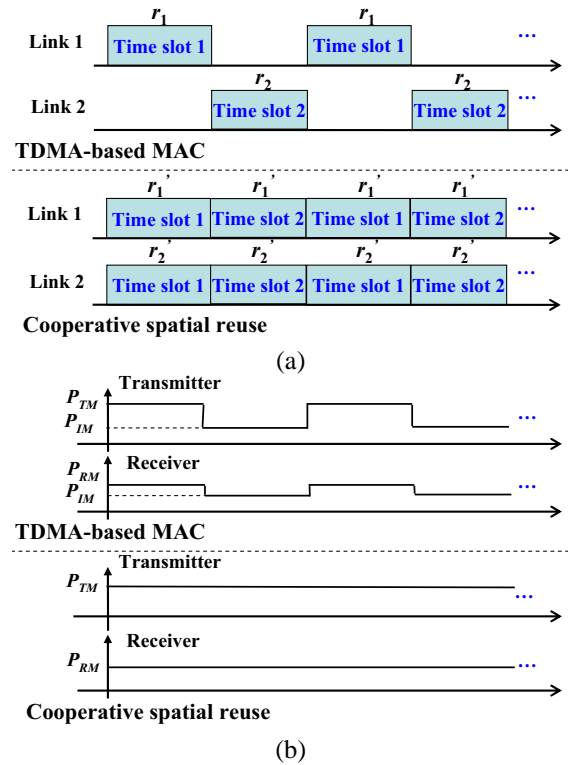 r1 r1
Link 1 Time slot 1 Time slot 1 ...
r2 r2
Link 2 Time slot 2 Time slot 2 ...
TDMA-based MAC
r1' r1' r1' r1'
Link 1 Time slot 1 Time slot 2 Time slot 1 Time slot 2 ...
r2' r2' r2' r2'
Link 2 Time slot 1 Time slot 2 Time slot 1 Time slot 2 ...
Cooperative spatial reuse
(a)
Transmitter
PTM
PIM ...
Receiver
PRM
PIM ...
TDMA-based MAC
Transmitter
PTM ...
Receiver
PRM ...
Cooperative spatial reuse
(b)